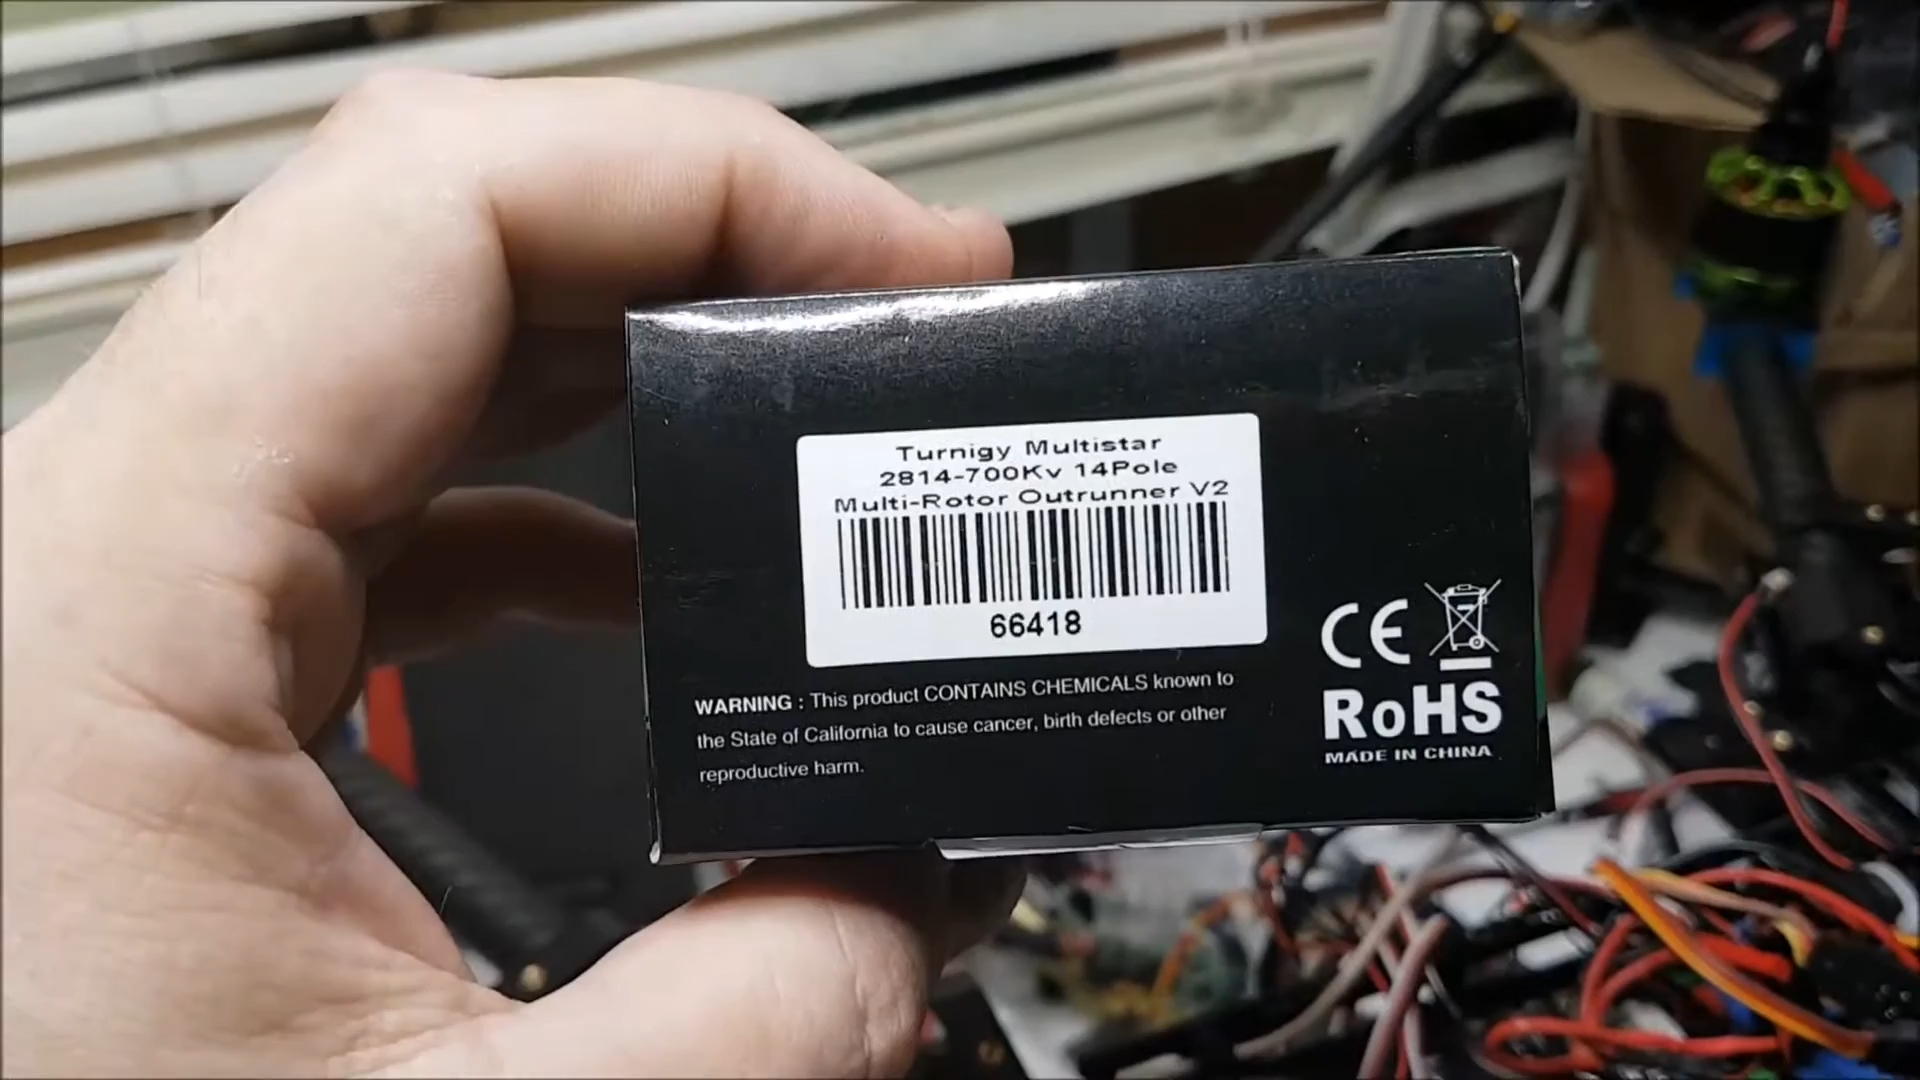 Turnigy Multistar
2814-700Kv 14Pole
Multi-Rotor Outrunner V2
66418
WARNING : This product CONTAINS CHEMICALS known to
the State of California to cause cancer, birth defects or other
reproductive harm.
CE
RoHS
MADE IN CHINA